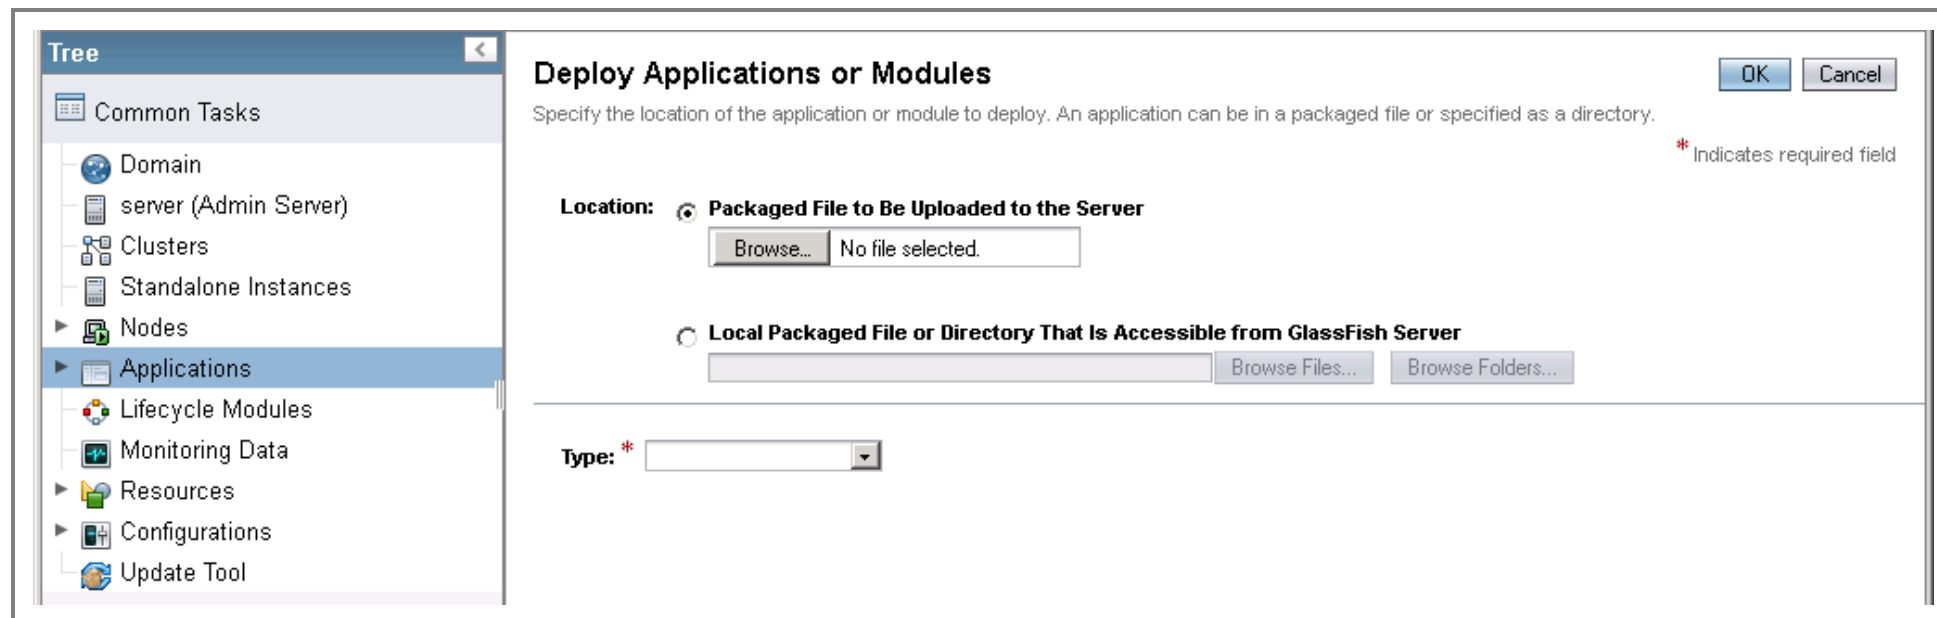 Tree
Common Tasks
Domain
server (Admin Server)
Clusters
Standalone Instances
Nodes
Applications
Lifecycle Modules
Monitoring Data
Resources
Configurations
Update Tool
Deploy Applications or Modules
OK
Cancel
Specify the location of the application or module to deploy. An application can be in a packaged file or specified as a directory.
* Indicates required field
Location:
Packaged File to Be Uploaded to the Server
Browse... No file selected.
Local Packaged File or Directory That Is Accessible from GlassFish Server
Browse Files... Browse Folders...
Type: *